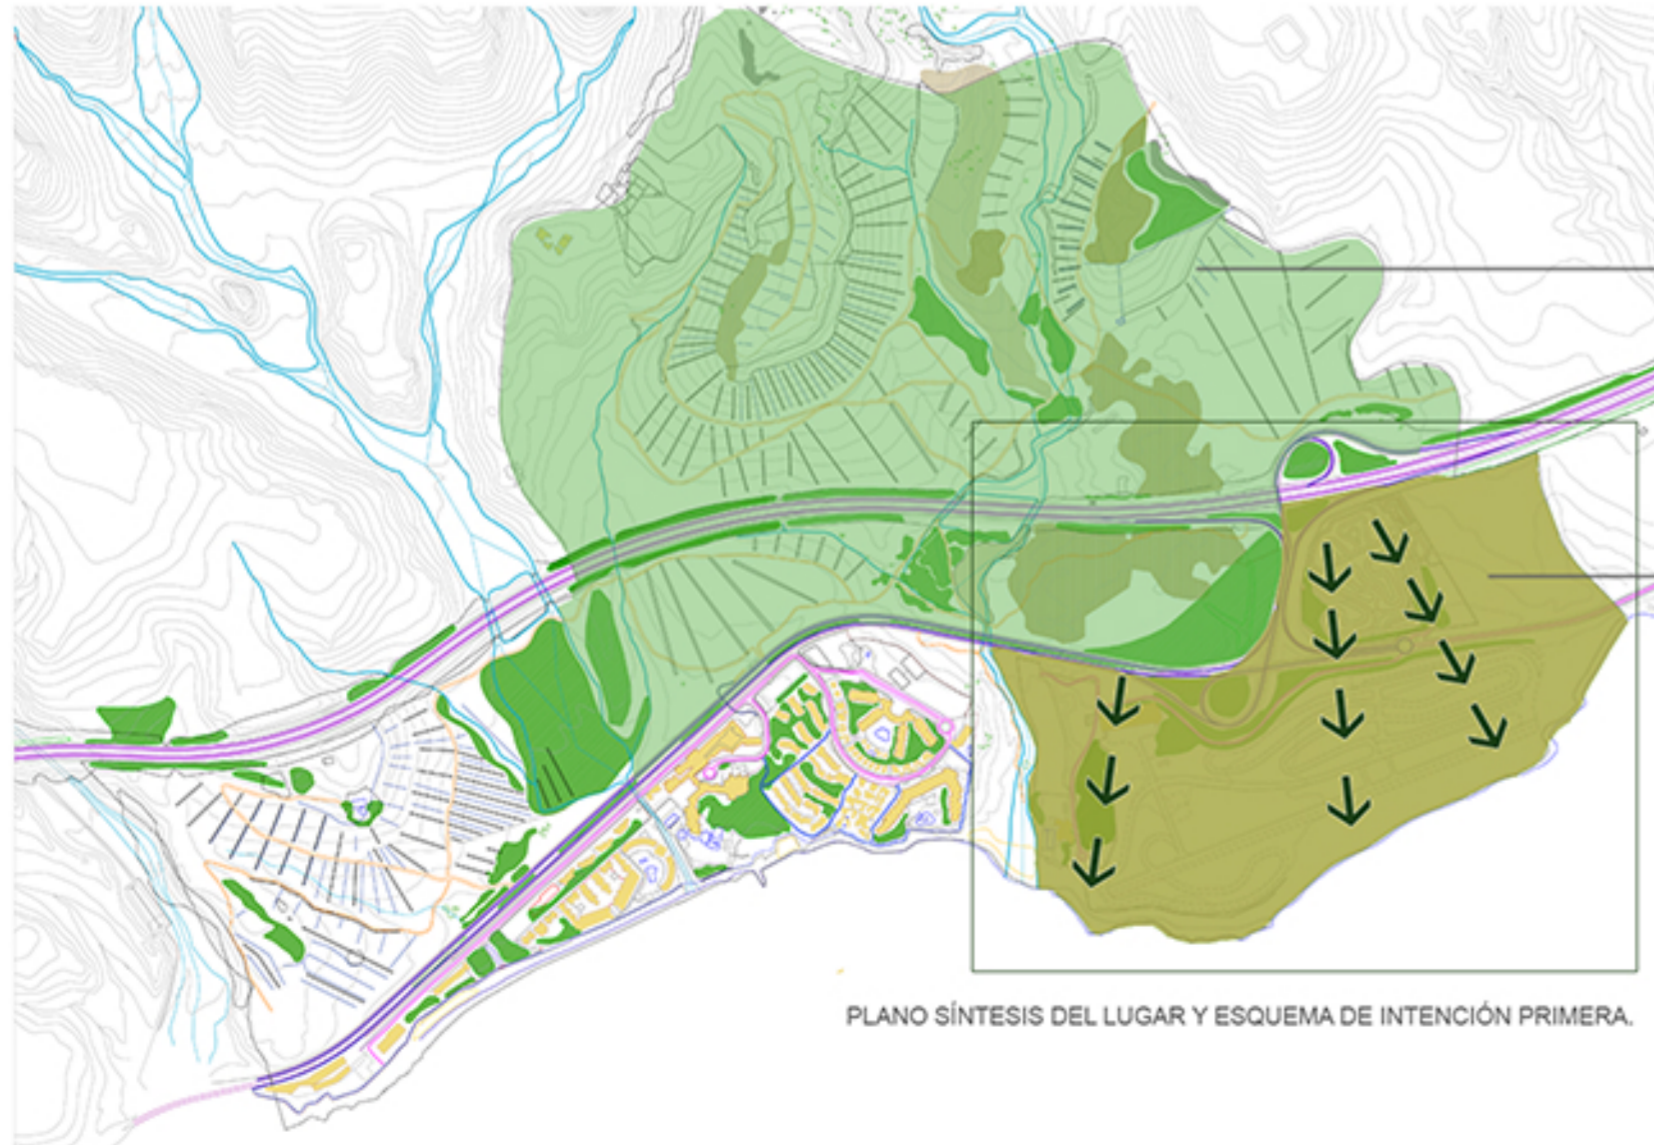 PLANO SÍNTESIS DEL LUGAR Y ESQUEMA DE INTENCIÓN PRIMERA.